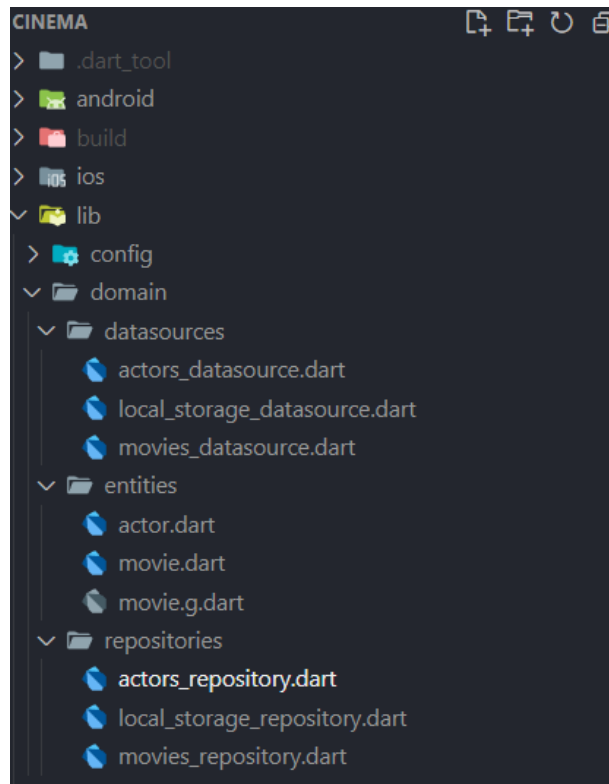 CINEMA
.dart_tool
android
build
ios
lib
config
domain
datasources
actors_datasource.dart
local_storage_datasource.dart
movies_datasource.dart
entities
actor.dart
movie.dart
movie.g.dart
repositories
actors_repository.dart
local_storage_repository.dart
movies_repository.dart